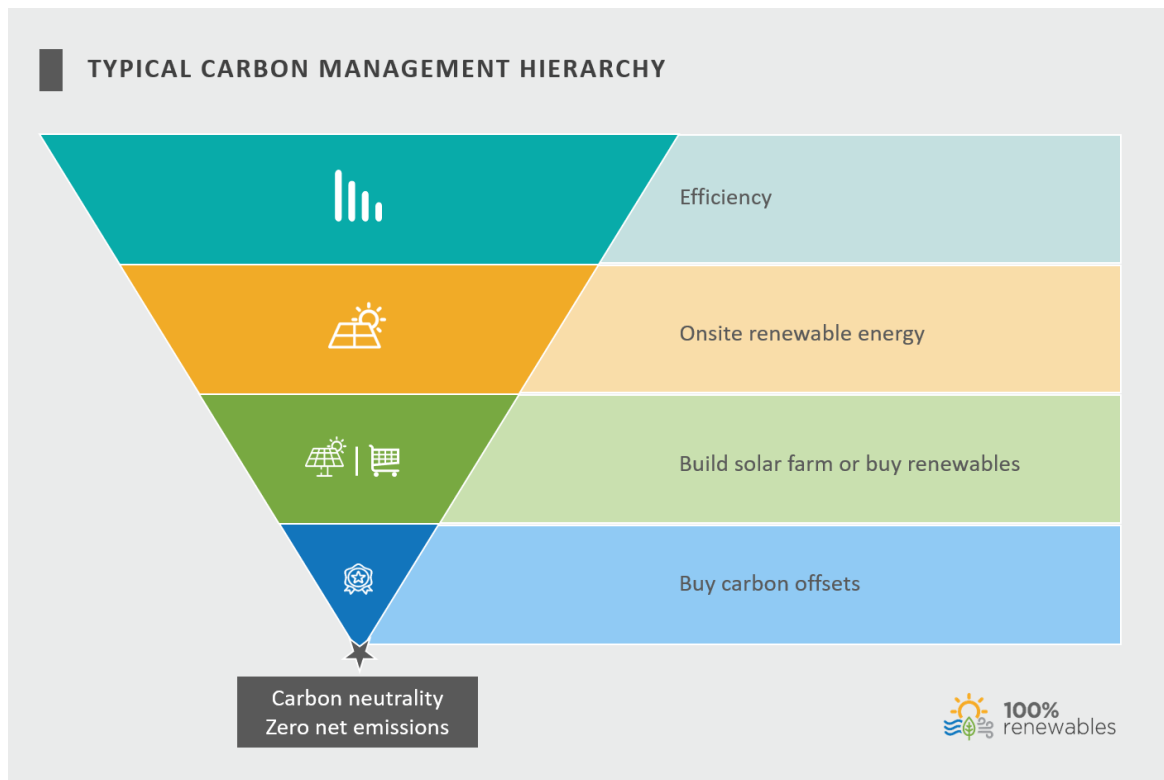 TYPICAL CARBON MANAGEMENT HIERARCHY
Efficiency
Onsite renewable energy
Build solar farm or buy renewables
Buy carbon offsets
Carbon neutrality
Zero net emissions
100%
renewables